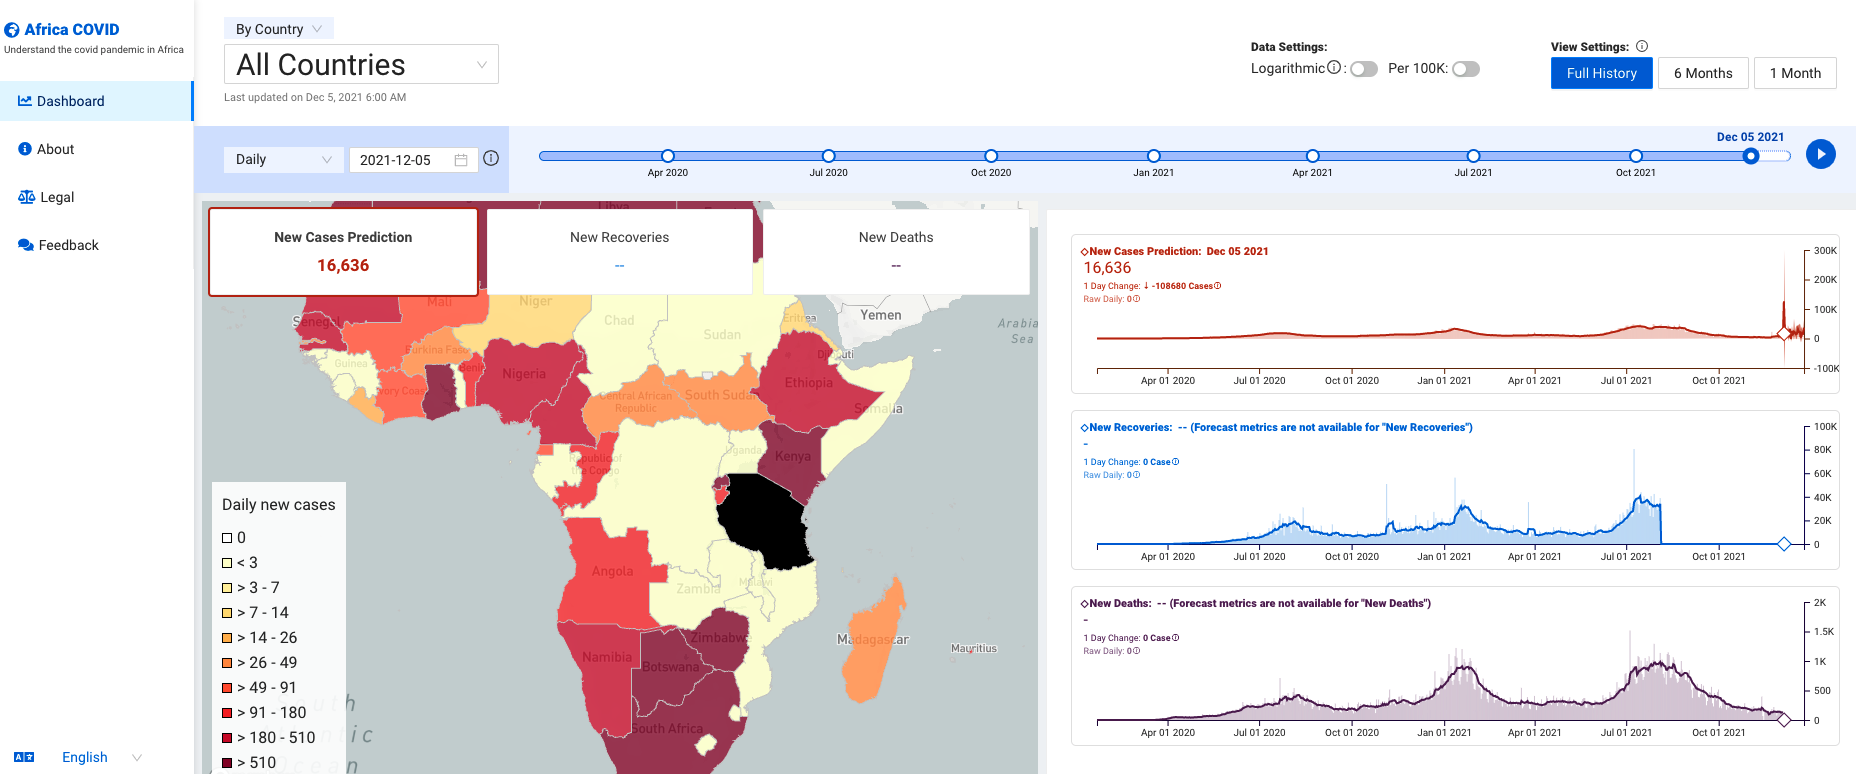 Africa COVID
Understand the covid pandemic in Africa
Dashboard
About
Legal
Feedback
English
By Country
All Countries
Last updated on Dec 5, 2021 6:00 AM
Data Settings:
Logarithmic : Per 100K:
View Settings:
Full History 6 Months 1 Month
Daily 2021-12-05
Dec 05 2021
Apr 2020 Jul 2020 Oct 2020 Jan 2021 Apr 2021 Jul 2021 Oct 2021
New Cases Prediction
16,636
New Recoveries
--
New Deaths
--
Libya
Mali
Niger
Chad
Sudan
Eritrea
Yemen
Arabia
Sea
Senegal
Burkina Faso
Djibouti
Guinea
Benin
Nigeria
Ethiopia
Ivory Coast
Central African
Republic
South Sudan
Somalia
Uganda
Kenya
Republic of
the Congo
Angola
Zambia
Malawi
Zimbabwe
Madagascar
Mauritius
Namibia
Botswana
South Africa
Daily new cases
0
< 3
> 3 - 7
> 7 - 14
> 14 - 26
> 26 - 49
> 49 - 91
> 91 - 180
> 180 - 510
> 510
New Cases Prediction: Dec 05 2021
16,636
1 Day Change: ↓ -108680 Cases
Raw Daily: 0
300K
200K
100K
0
-100K
Apr 01 2020 Jul 01 2020 Oct 01 2020 Jan 01 2021 Apr 01 2021 Jul 01 2021 Oct 01 2021
New Recoveries: -- (Forecast metrics are not available for "New Recoveries")
-
1 Day Change: 0 Case
Raw Daily: 0
100K
80K
60K
40K
20K
0
Apr 01 2020 Jul 01 2020 Oct 01 2020 Jan 01 2021 Apr 01 2021 Jul 01 2021 Oct 01 2021
New Deaths: -- (Forecast metrics are not available for "New Deaths")
-
1 Day Change: 0 Case
Raw Daily: 0
2K
1.5K
1K
500
0
Apr 01 2020 Jul 01 2020 Oct 01 2020 Jan 01 2021 Apr 01 2021 Jul 01 2021 Oct 01 2021